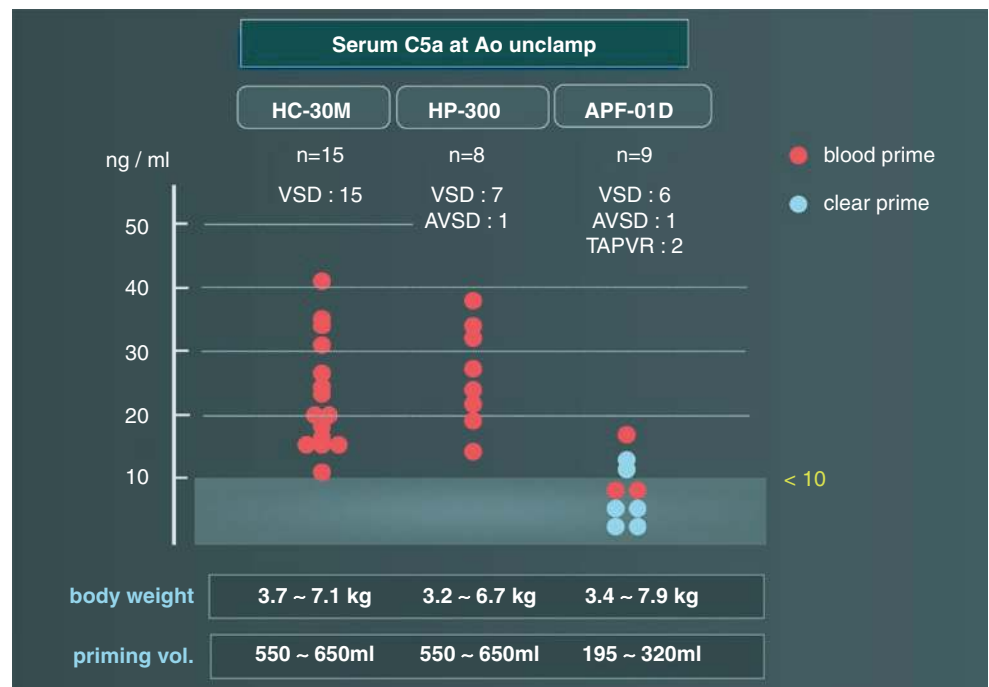 Serum C5a at Ao unclamp
HC-30M HP-300 APF-01D
ng / ml n=15 n=8 n=9
VSD : 15 VSD : 7 VSD : 6
AVSD : 1 AVSD : 1
TAPVR : 2
blood prime
clear prime
50
40
30
20
10
< 10
body weight 3.7 ~ 7.1 kg 3.2 ~ 6.7 kg 3.4 ~ 7.9 kg
priming vol. 550 ~ 650ml 550 ~ 650ml 195 ~ 320ml